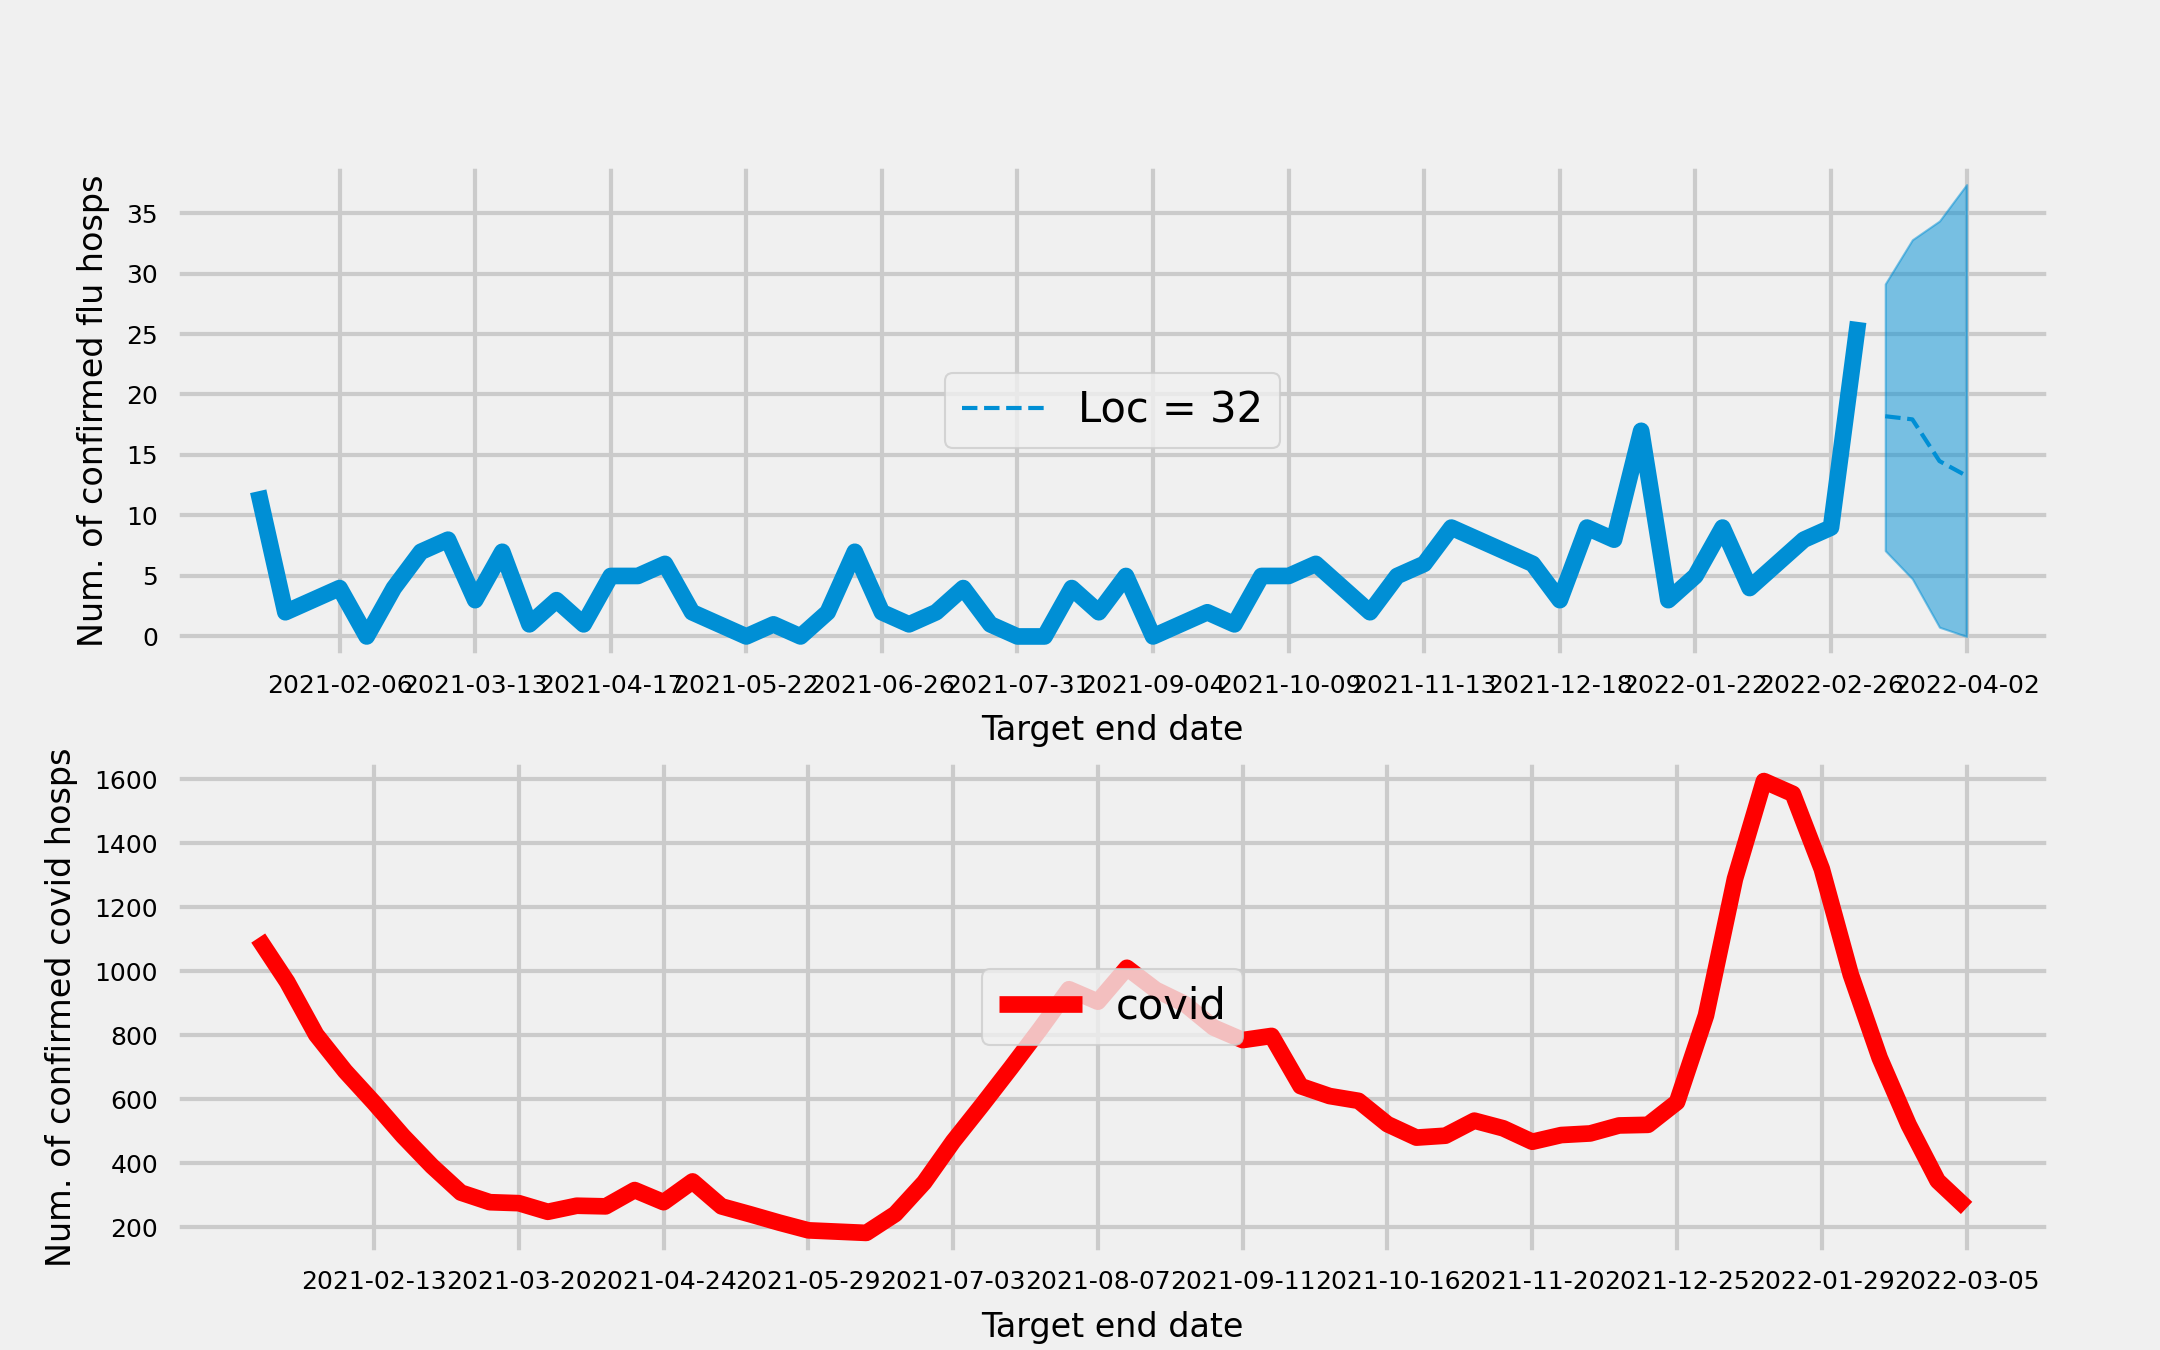 Num. of confirmed flu hosps
35
30
25
20
15
10
5
0
Loc = 32
2021-02-06 2021-03-13 2021-04-17 2021-05-22 2021-06-26 2021-07-31 2021-09-04 2021-10-09 2021-11-13 2021-12-18 2022-01-22 2022-02-26 2022-04-02
Target end date
Num. of confirmed covid hosps
1600
1400
1200
1000
800
600
400
200
covid
2021-02-13 2021-03-20 2021-04-24 2021-05-29 2021-07-03 2021-08-07 2021-09-11 2021-10-16 2021-11-20 2021-12-25 2022-01-29 2022-03-05
Target end date